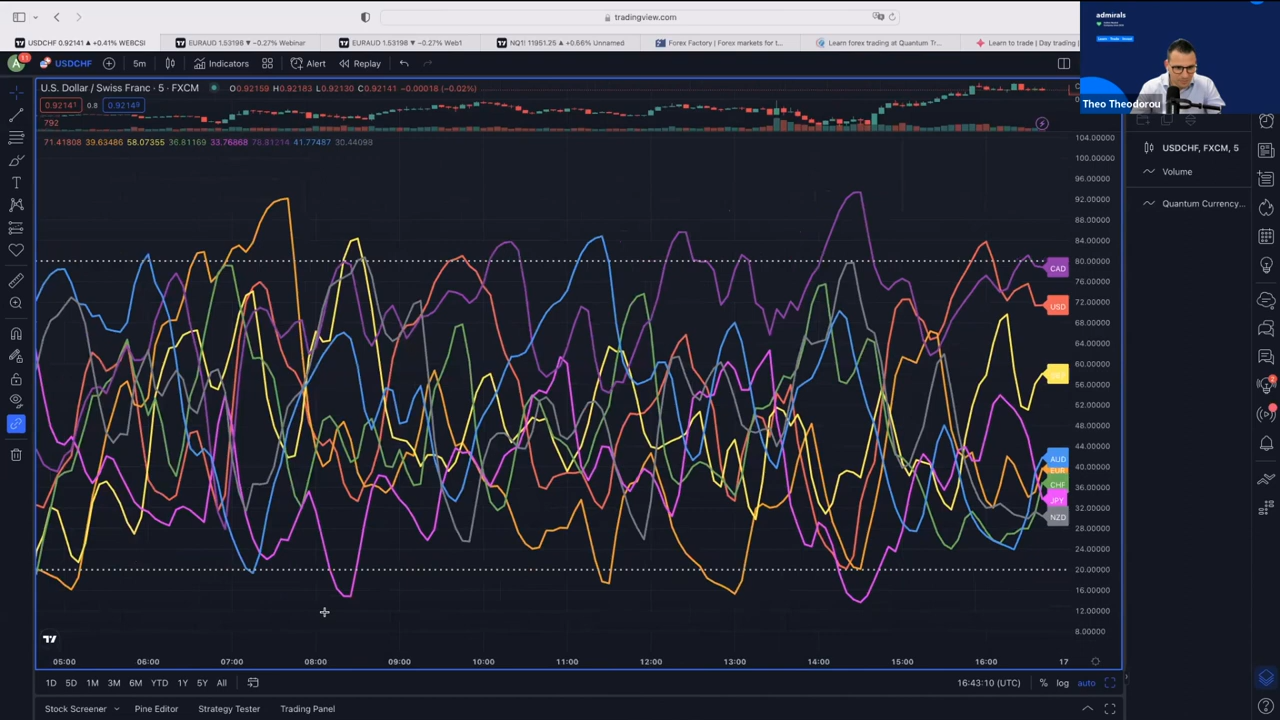 tradingview.com
USDCHF 0.92141 ▲ +0.41% WEBCSI
EURAUD 1.53198 ▼ −0.27% Webinar
EURAUD 1.53198 ▼ −0.27% Web1
NQ1! 11951.25 ▲ +0.66% Unnamed
Forex Factory | Forex markets for t...
Learn forex trading at Quantum Tr...
Learn to trade | Day trading
admirals
Theo Theodorou
A
11
USDCHF
5m
Indicators
Alert
Replay
U.S. Dollar / Swiss Franc · 5 · FXCM
O0.92159 H0.92183 L0.92130 C0.92141 −0.00018 (−0.02%)
0.92141 0.8
792
71.41808 39.63486 58.07355 36.81169 33.76868 78.81214 41.77487 30.44098
104.00000
100.00000
96.00000
92.00000
88.00000
84.00000
80.00000
76.00000
72.00000
68.00000
64.00000
60.00000
56.00000
52.00000
48.00000
44.00000
40.00000
36.00000
32.00000
28.00000
24.00000
20.00000
16.00000
12.00000
8.00000
CAD
USD
AUD
EUR
CHF
JPY
NZD
USDCHF, FXCM, 5
Volume
Quantum Currency...
05:00 06:00 07:00 08:00 09:00 10:00 11:00 12:00 13:00 14:00 15:00 16:00 17
1D 5D 1M 3M 6M YTD 1Y 5Y All
16:43:10 (UTC) % log auto
Stock Screener Pine Editor Strategy Tester Trading Panel